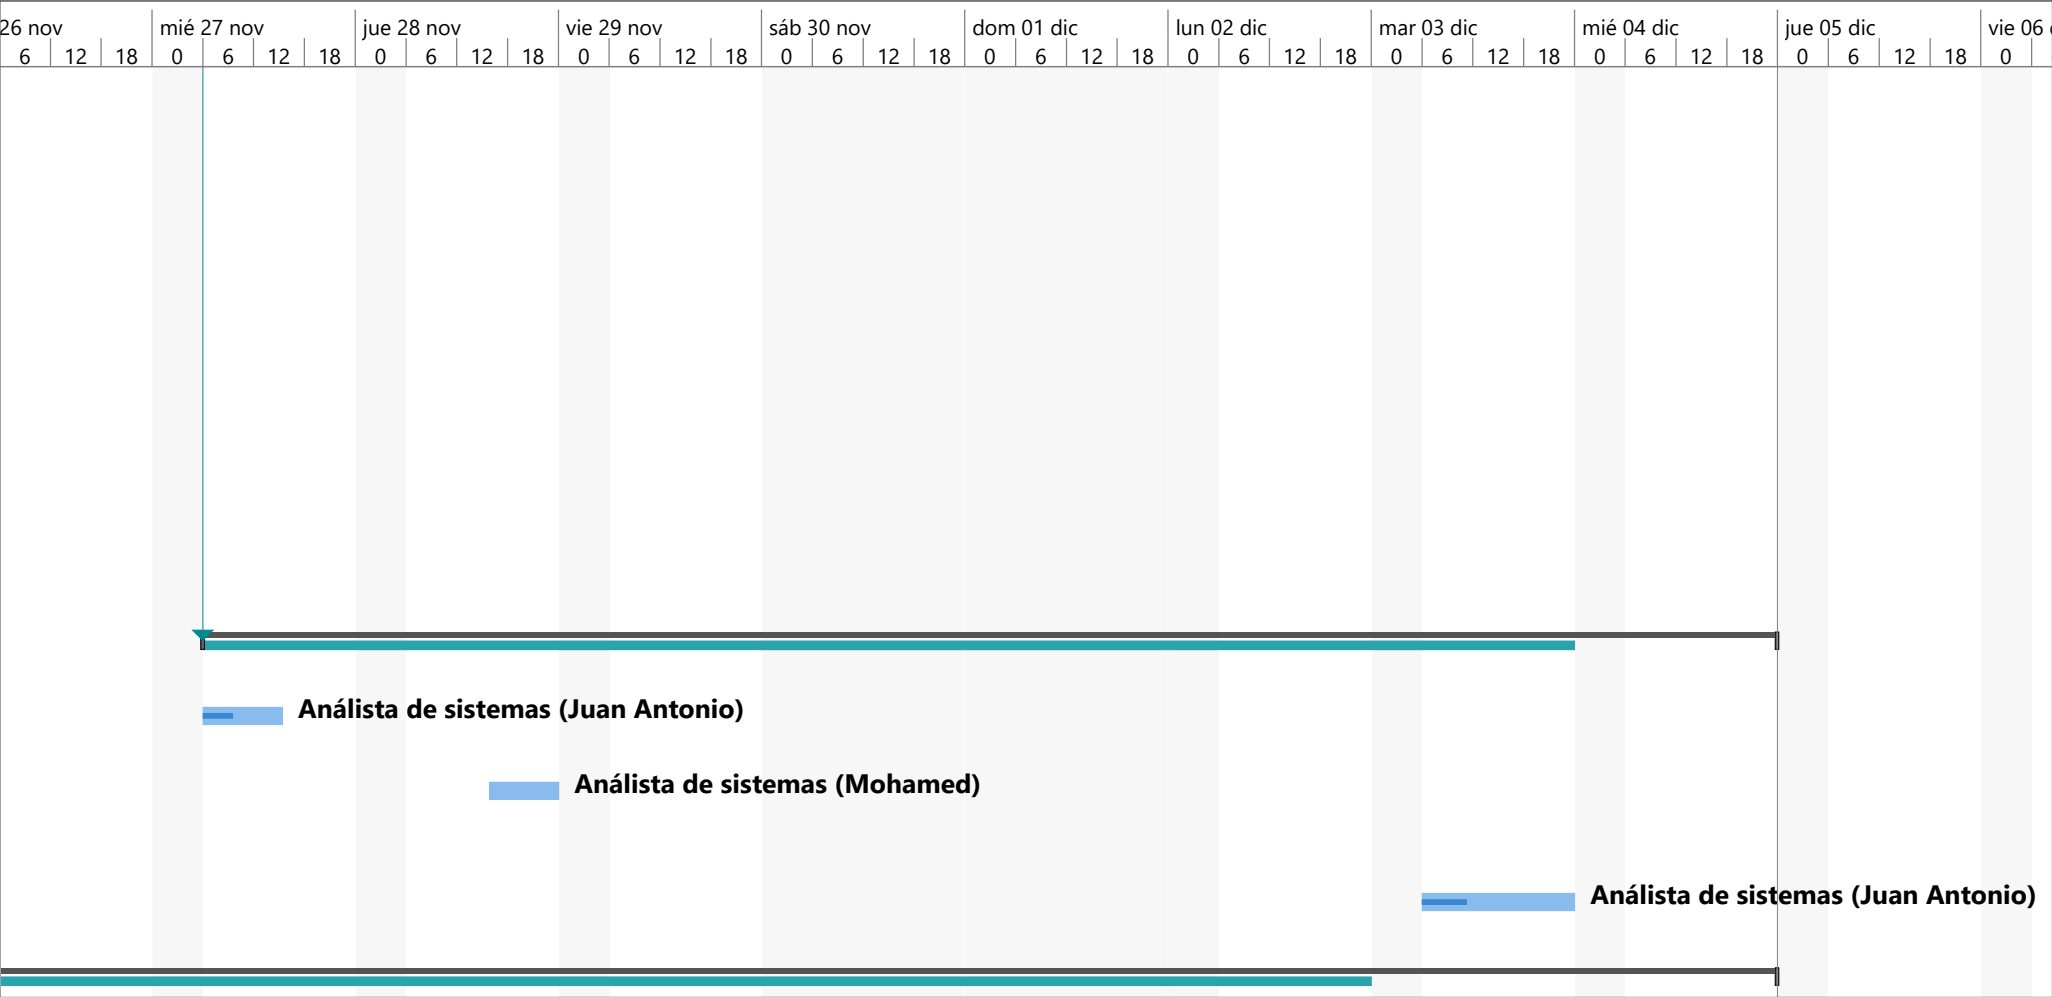 26 nov mié 27 nov jue 28 nov vie 29 nov sáb 30 nov dom 01 dic lun 02 dic mar 03 dic mié 04 dic jue 05 dic vie 06
6 12 18 0 6 12 18 0 6 12 18 0 6 12 18 0 6 12 18 0 6 12 18 0 6 12 18 0 6 12 18 0 6 12 18 0 6 12 18 0
Análista de sistemas (Juan Antonio)
Análista de sistemas (Mohamed)
Análista de sistemas (Juan Antonio)